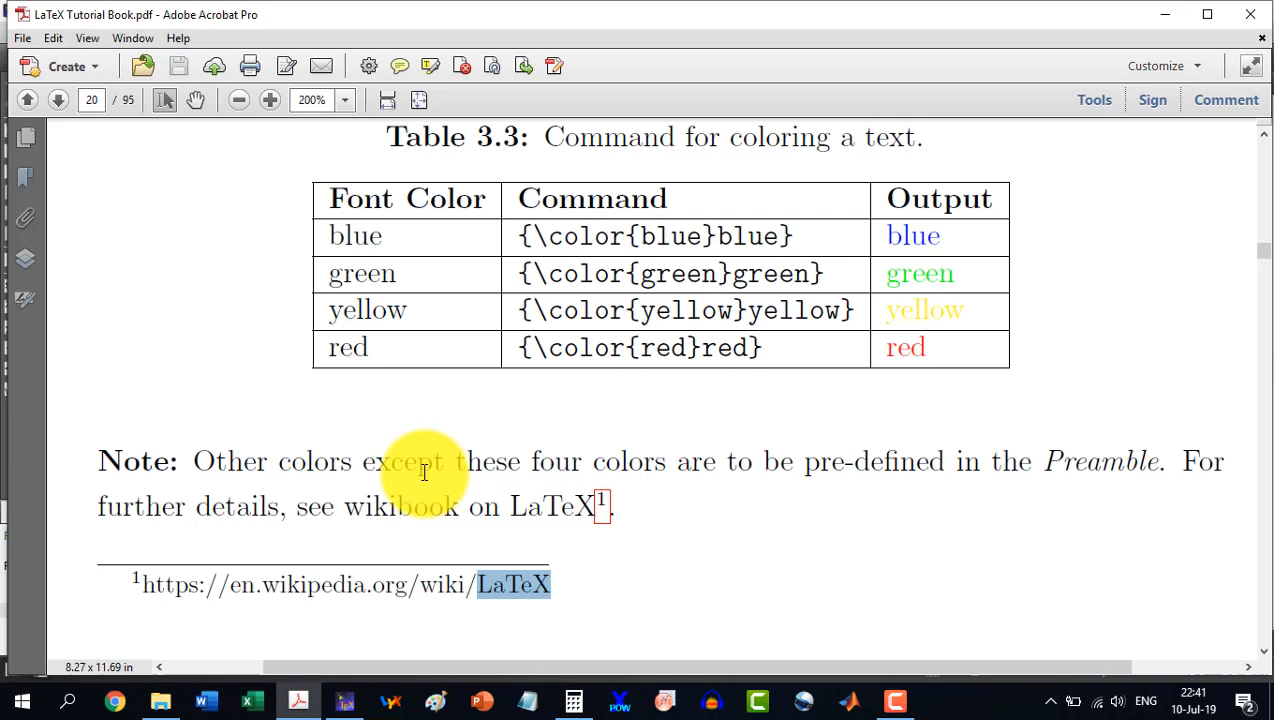 LaTeX Tutorial Book.pdf - Adobe Acrobat Pro
File Edit View Window Help
Create Customize
20 / 95 200% Tools Sign Comment
Table 3.3: Command for coloring a text.
Font Color Command Output
blue {\color{blue}blue} blue
green {\color{green}green} green
yellow {\color{yellow}yellow} yellow
red {\color{red}red} red
Note: Other colors except these four colors are to be pre-defined in the Preamble. For
further details, see wikibook on LaTeX1.
1https://en.wikipedia.org/wiki/LaTeX
8.27 x 11.69 in
ENG 22:41
10-Jul-19 2